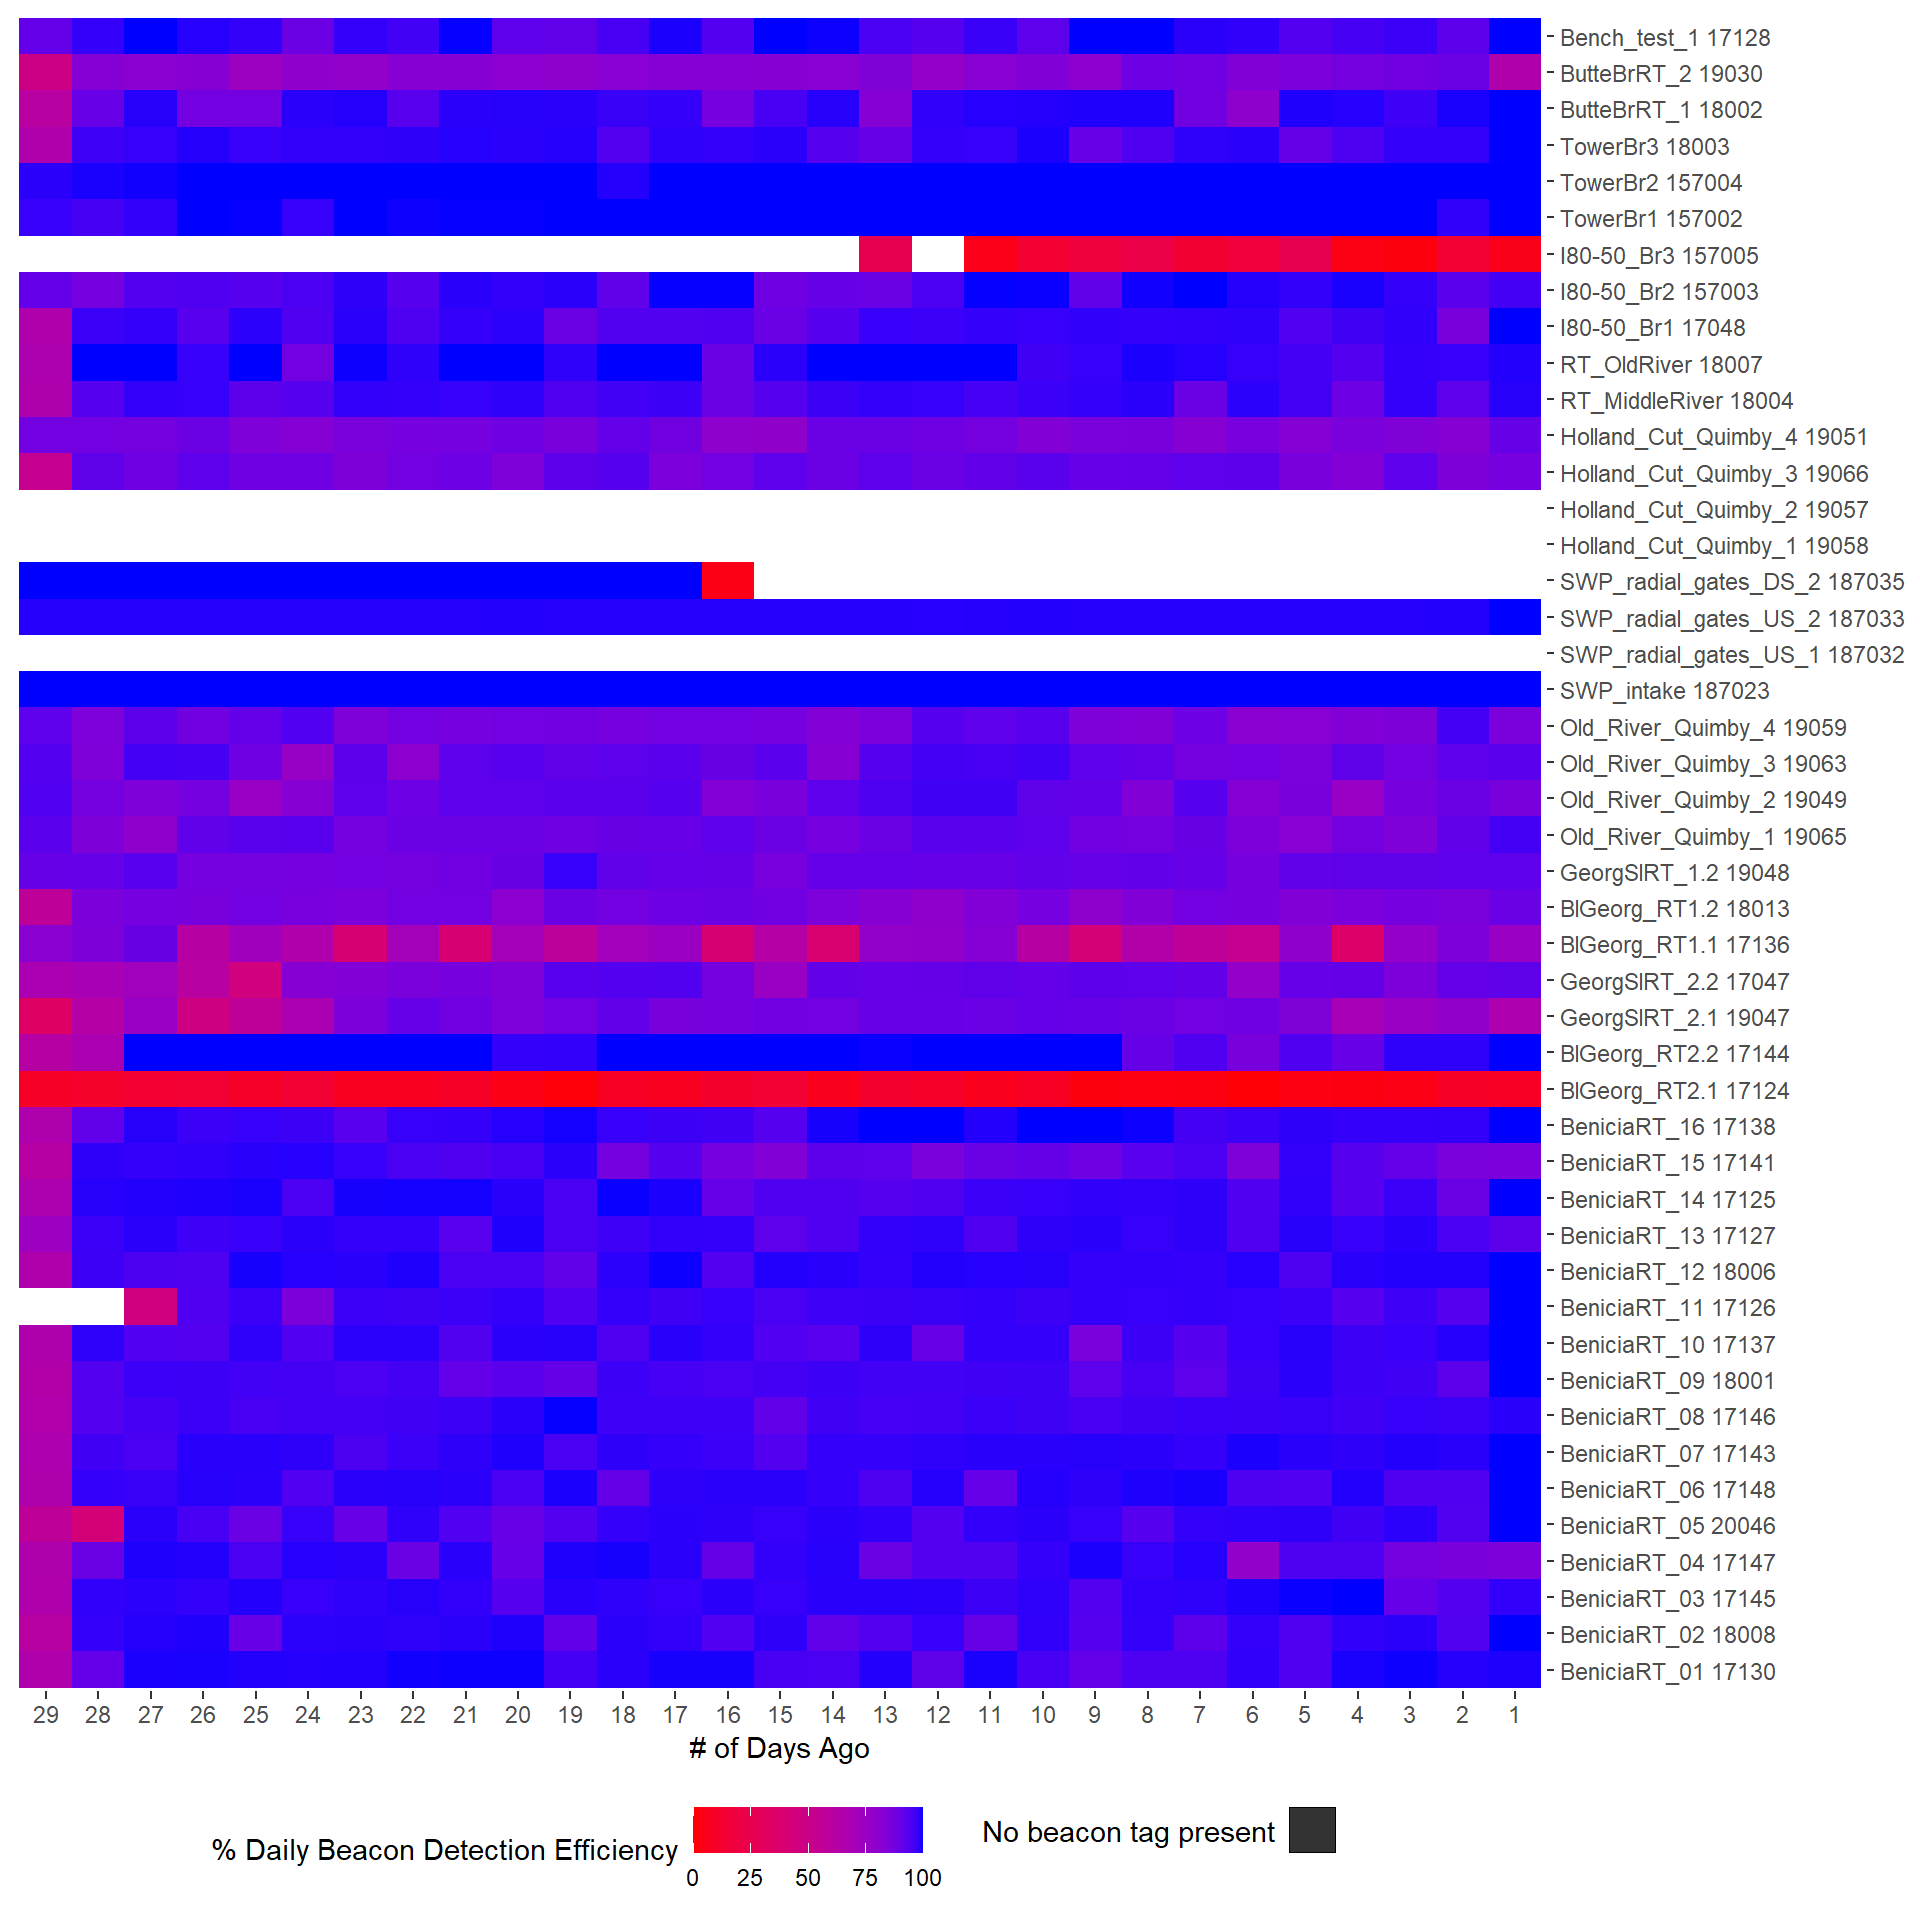 Bench_test_1 17128
ButteBrRT_2 19030
ButteBrRT_1 18002
TowerBr3 18003
TowerBr2 157004
TowerBr1 157002
I80-50_Br3 157005
I80-50_Br2 157003
I80-50_Br1 17048
RT_OldRiver 18007
RT_MiddleRiver 18004
Holland_Cut_Quimby_4 19051
Holland_Cut_Quimby_3 19066
Holland_Cut_Quimby_2 19057
Holland_Cut_Quimby_1 19058
SWP_radial_gates_DS_2 187035
SWP_radial_gates_US_2 187033
SWP_radial_gates_US_1 187032
SWP_intake 187023
Old_River_Quimby_4 19059
Old_River_Quimby_3 19063
Old_River_Quimby_2 19049
Old_River_Quimby_1 19065
GeorgSlRT_1.2 19048
BlGeorg_RT1.2 18013
BlGeorg_RT1.1 17136
GeorgSlRT_2.2 17047
GeorgSlRT_2.1 19047
BlGeorg_RT2.2 17144
BlGeorg_RT2.1 17124
BeniciaRT_16 17138
BeniciaRT_15 17141
BeniciaRT_14 17125
BeniciaRT_13 17127
BeniciaRT_12 18006
BeniciaRT_11 17126
BeniciaRT_10 17137
BeniciaRT_09 18001
BeniciaRT_08 17146
BeniciaRT_07 17143
BeniciaRT_06 17148
BeniciaRT_05 20046
BeniciaRT_04 17147
BeniciaRT_03 17145
BeniciaRT_02 18008
BeniciaRT_01 17130
29 28 27 26 25 24 23 22 21 20 19 18 17 16 15 14 13 12 11 10 9 8 7 6 5 4 3 2 1
# of Days Ago
% Daily Beacon Detection Efficiency
0 25 50 75 100
No beacon tag present